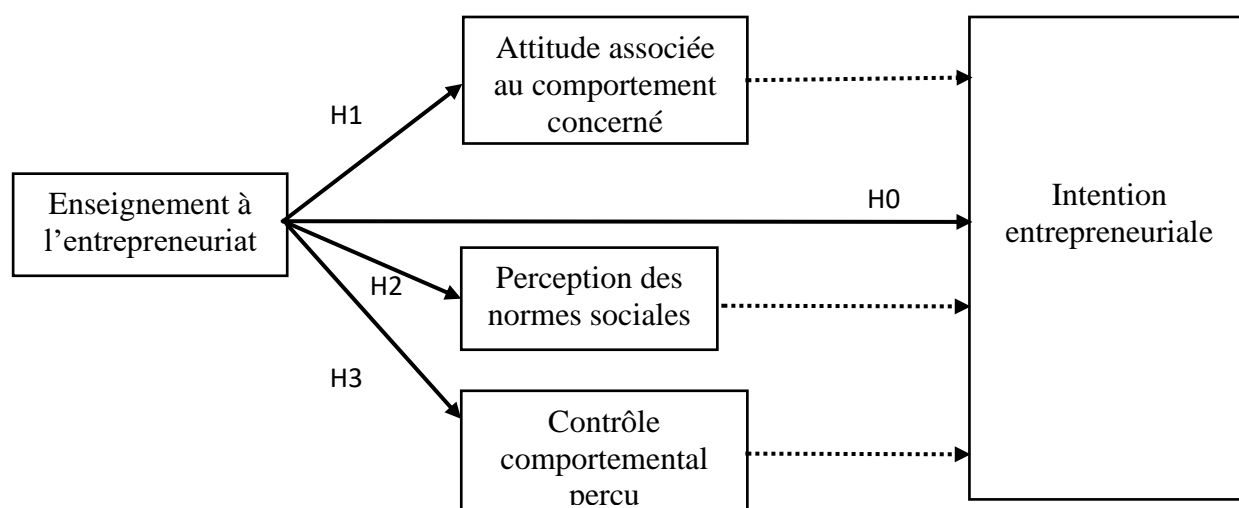 Attitude associée
au comportement
concerné
H1
Enseignement à
l’entrepreneuriat
H0
Intention
entrepreneuriale
H2
Perception des
normes sociales
H3
Contrôle
comportemental
perçu